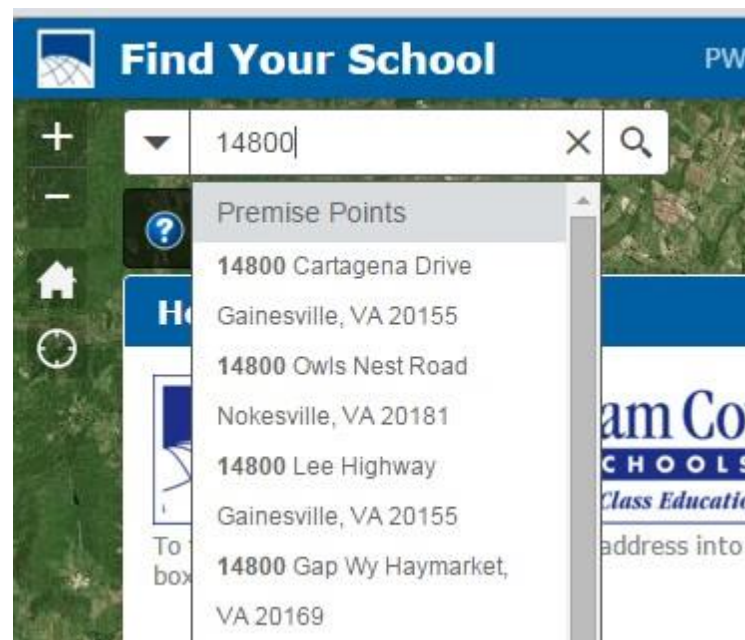 Find Your School
PW
14800
Premise Points
14800 Cartagena Drive
Gainesville, VA 20155
14800 Owls Nest Road
Nokesville, VA 20181
14800 Lee Highway
Gainesville, VA 20155
14800 Gap Wy Haymarket,
VA 20169
am Co
CHOOLS
Class Educatio
To
address into
box